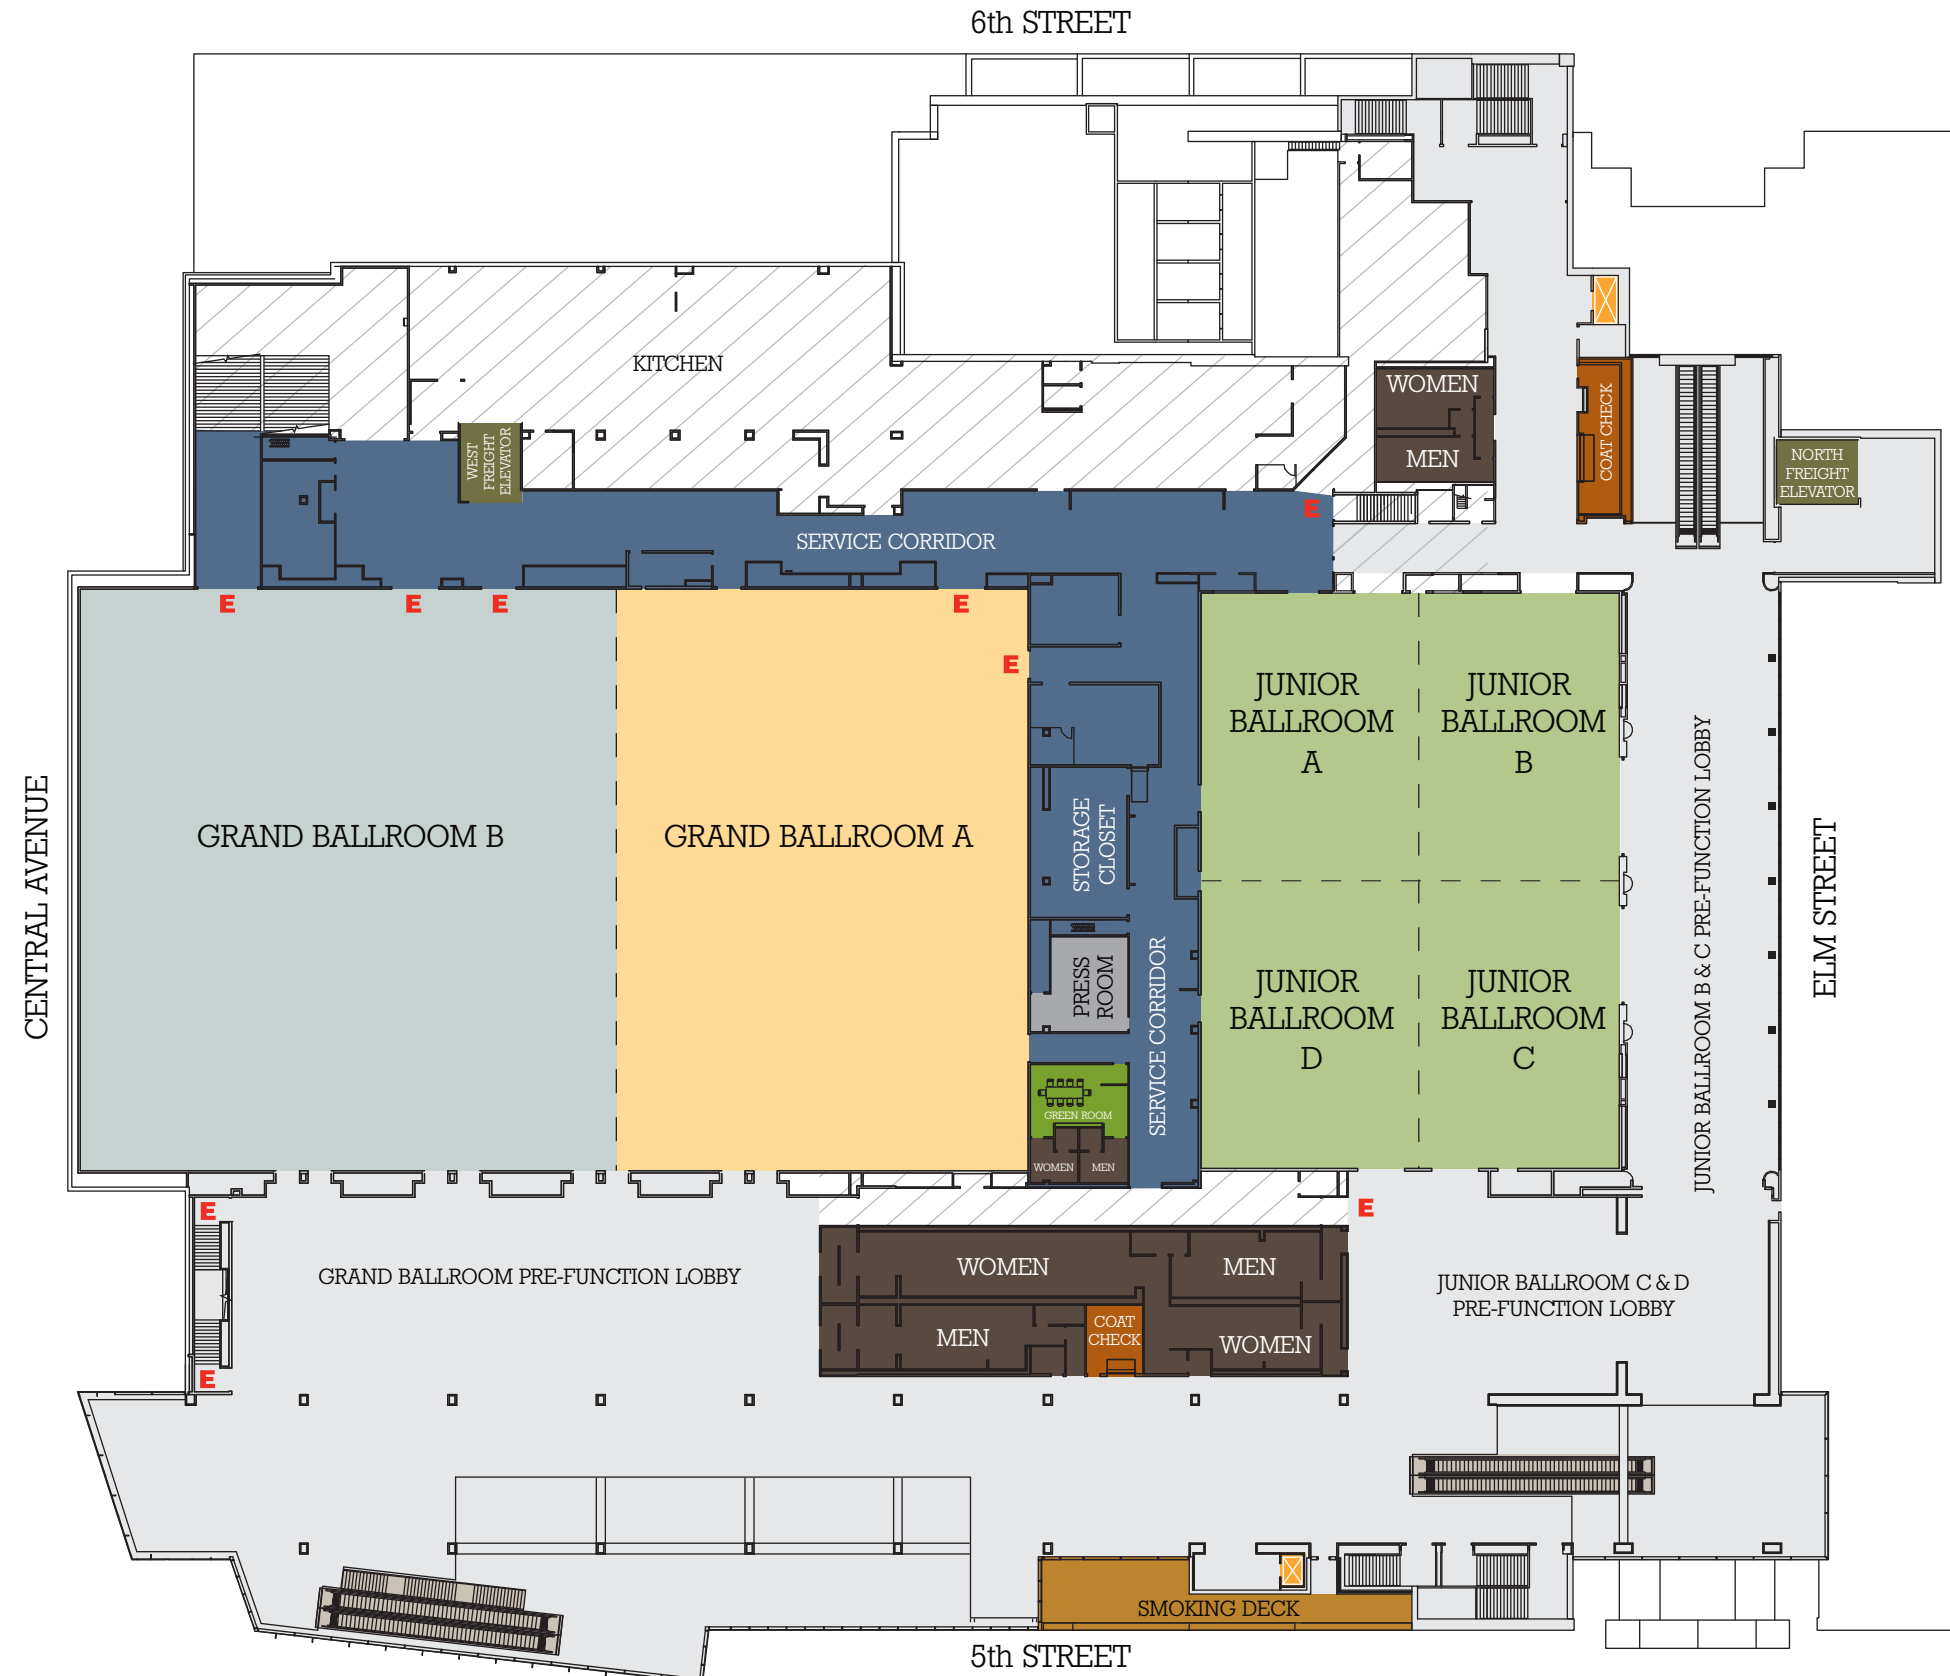 6th STREET
KITCHEN
WOMEN
MEN
COAT CHECK
WEST
FREIGHT
ELEVATOR
NORTH
FREIGHT
ELEVATOR
E
SERVICE CORRIDOR
E
E
E
E
E
JUNIOR
BALLROOM
A
JUNIOR
BALLROOM
B
CENTRAL AVENUE
GRAND BALLROOM B
GRAND BALLROOM A
STORAGE
CLOSET
JUNIOR BALLROOM B & C PRE-FUNCTION LOBBY
ELM STREET
PRESS
ROOM
SERVICE CORRIDOR
JUNIOR
BALLROOM
D
JUNIOR
BALLROOM
C
GREEN ROOM
WOMEN
MEN
E
E
GRAND BALLROOM PRE-FUNCTION LOBBY
WOMEN
MEN
JUNIOR BALLROOM C & D
PRE-FUNCTION LOBBY
MEN
COAT
CHECK
WOMEN
E
SMOKING DECK
5th STREET